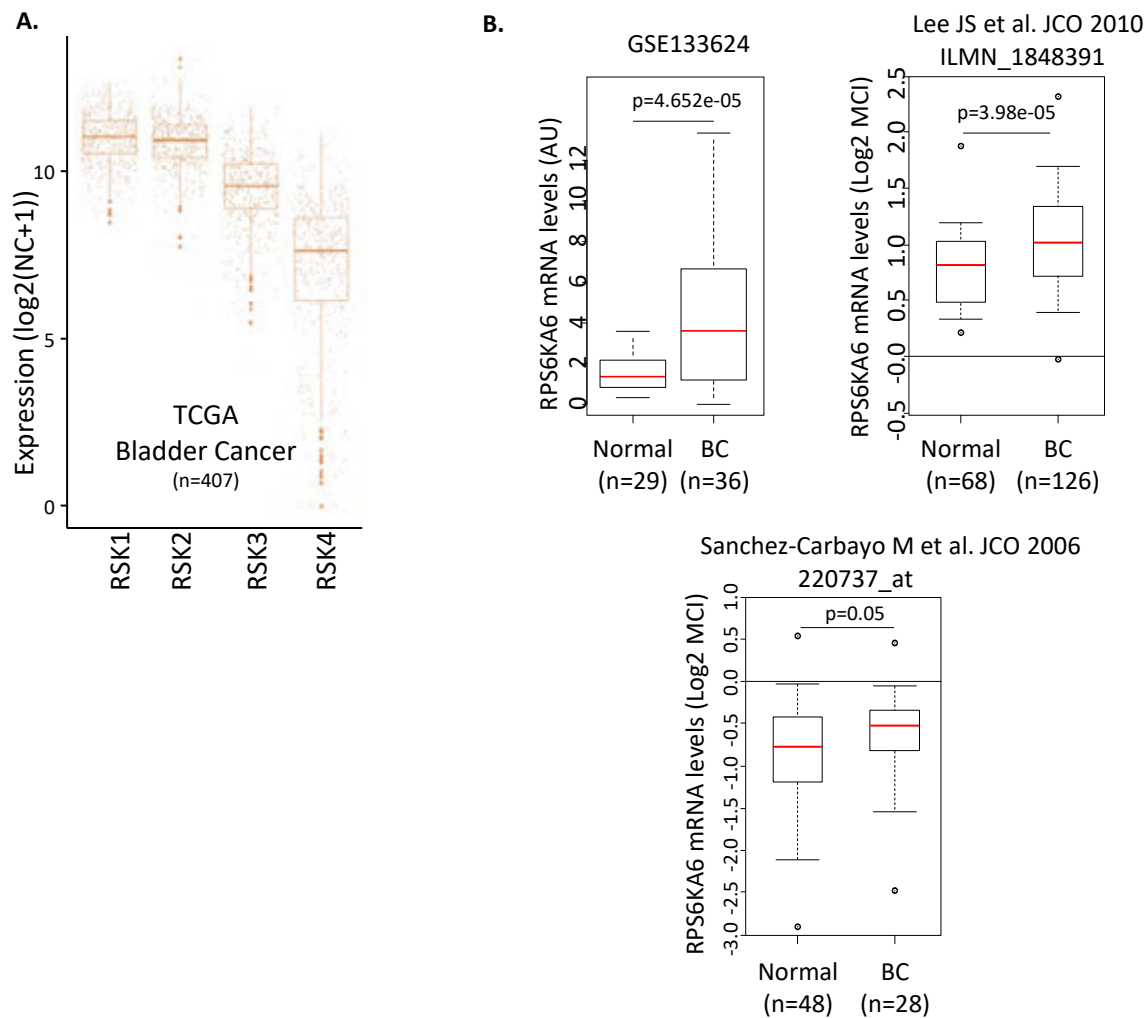 A.
Expression (log2(NC+1))
10
5
0
TCGA
Bladder Cancer
(n=407)
RSK1
RSK2
RSK3
RSK4
B.
GSE133624
RPS6KA6 mRNA levels (AU)
0 2 4 6 8 10 12
p=4.652e-05
Normal
(n=29)
BC
(n=36)
Lee JS et al. JCO 2010
ILMN_1848391
RPS6KA6 mRNA levels (Log2 MCI)
-0.5 -0.0 0.5 1.0 1.5 2.0 2.5
p=3.98e-05
Normal
(n=68)
BC
(n=126)
Sanchez-Carbayo M et al. JCO 2006
220737_at
RPS6KA6 mRNA levels (Log2 MCI)
-3.0 -2.5 -2.0 -1.5 -1.0 -0.5 0.0 0.5 1.0
p=0.05
Normal
(n=48)
BC
(n=28)